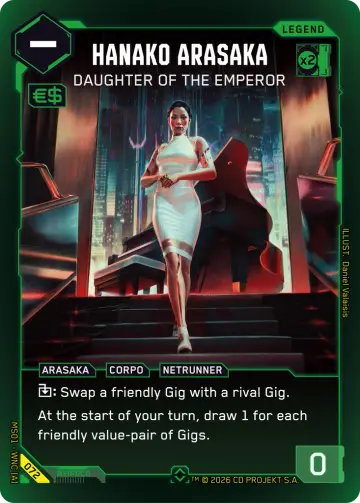 LEGEND
HANAKO ARASAKA
x2
DAUGHTER OF THE EMPEROR
€$
ILLUST. Daniel Valaisis
ARASAKA CORPO NETRUNNER
: Swap a friendly Gig with a rival Gig.
At the start of your turn, draw 1 for each
friendly value-pair of Gigs.
0
072
© 2026 CD PROJEKT S.A.